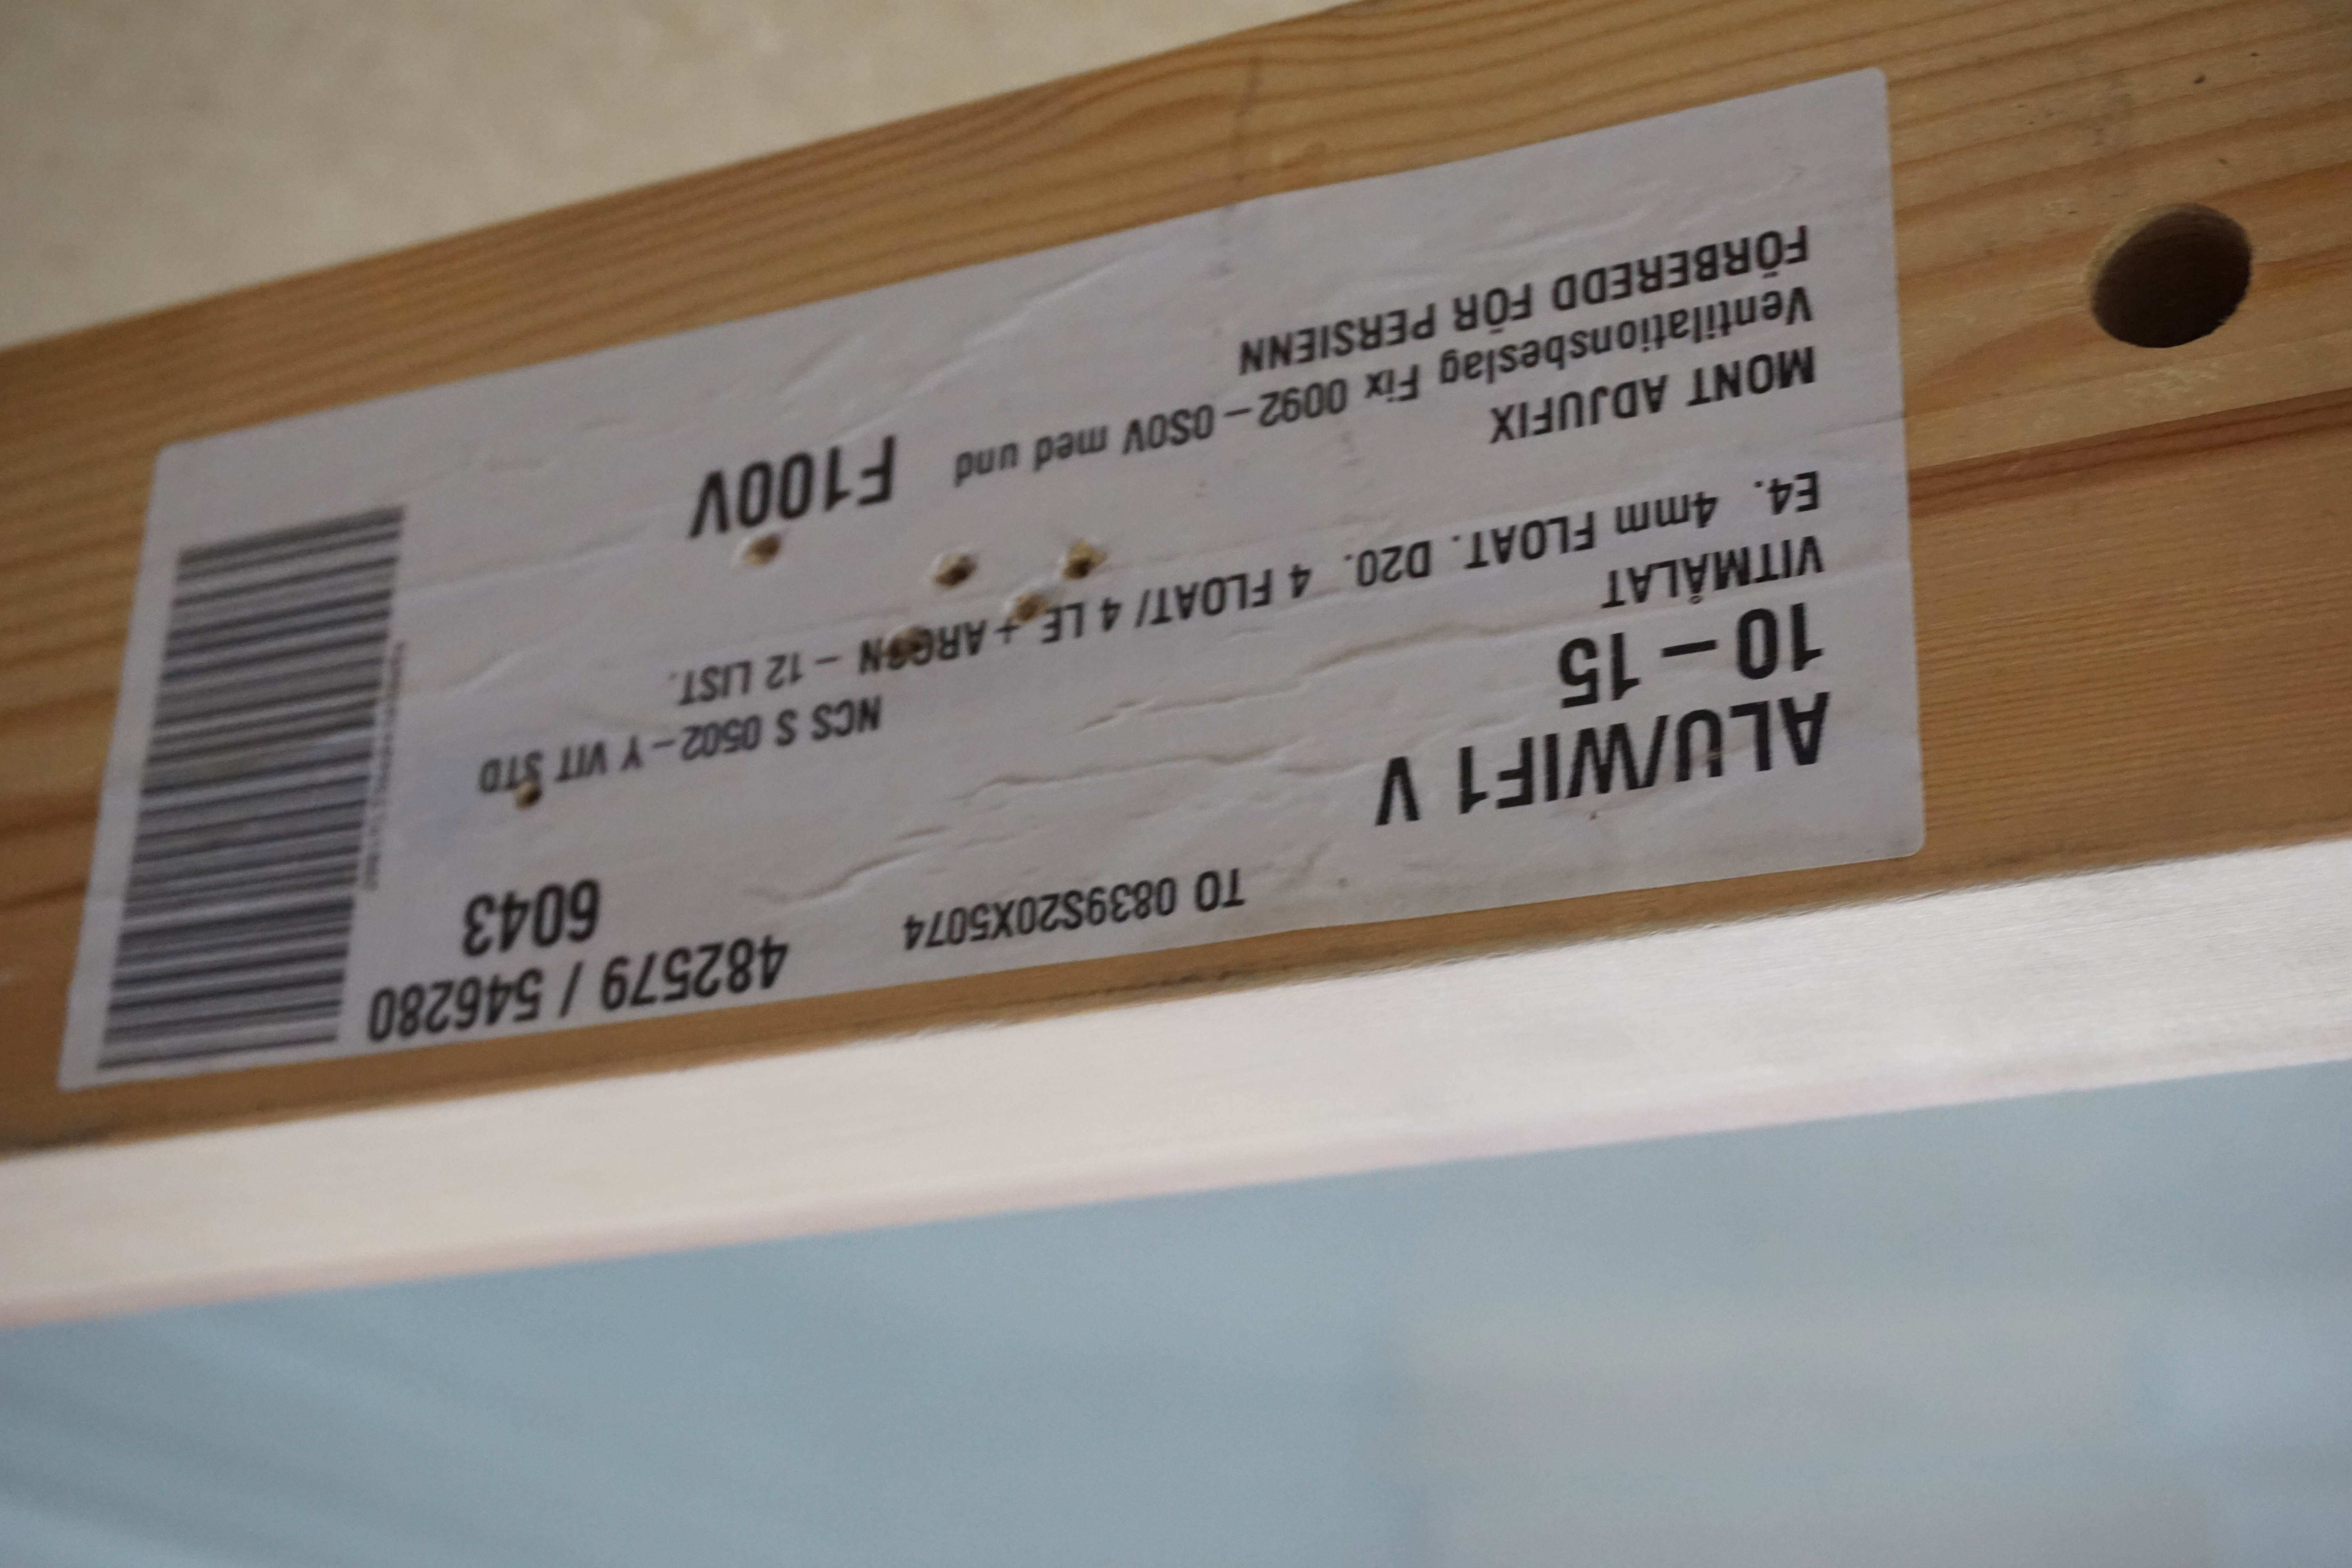 482579 / 546280
TO 0839S20X5074
6043
ALU/WIF1 V
10 – 15
NCS S 0502–Y VIT STD
VITMÅLAT
E4. 4mm FLOAT. D20. 4 FLOAT/ 4 LE + ARGON – 12 LIST.
MONT ADJUFIX
F100V
Ventilationsbeslag Fix 0092 – 0S0V med und
FÖRBEREDD FÖR PERSIENN